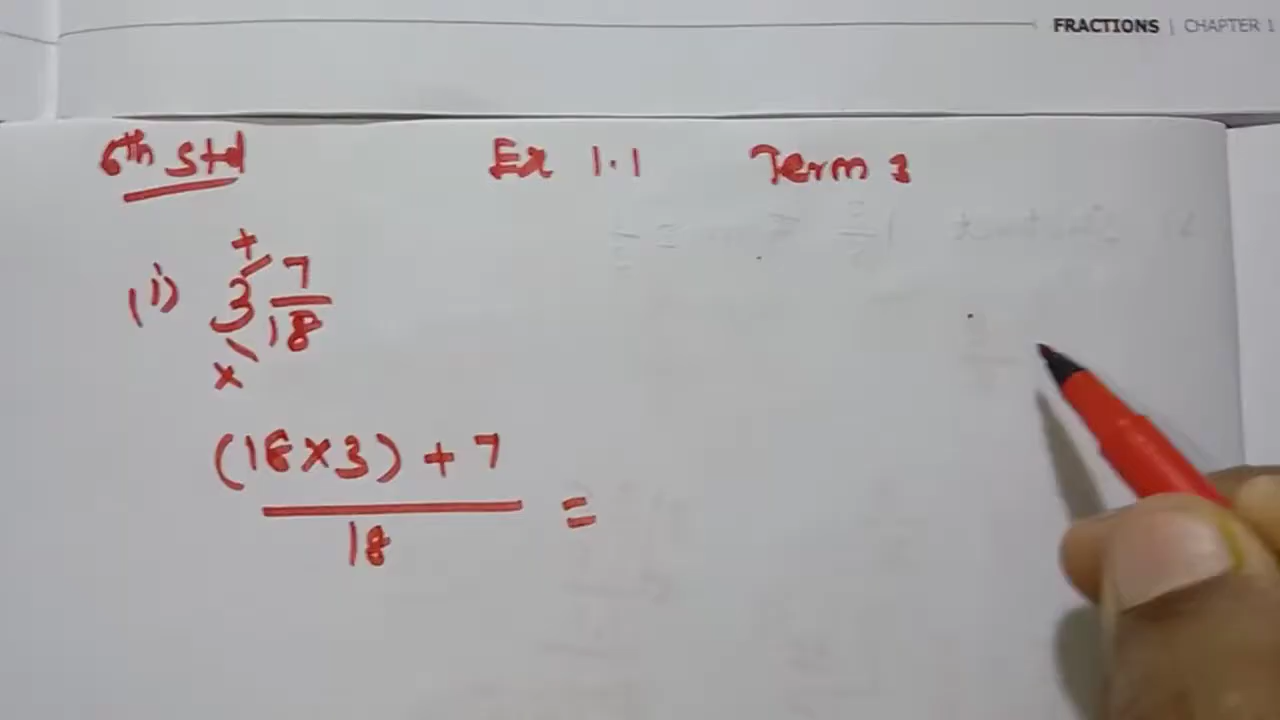 FRACTIONS | CHAPTER 1
6th Std Ex 1.1 Term 3
(i) 3 7/18
+
x
(18×3) + 7
18 =